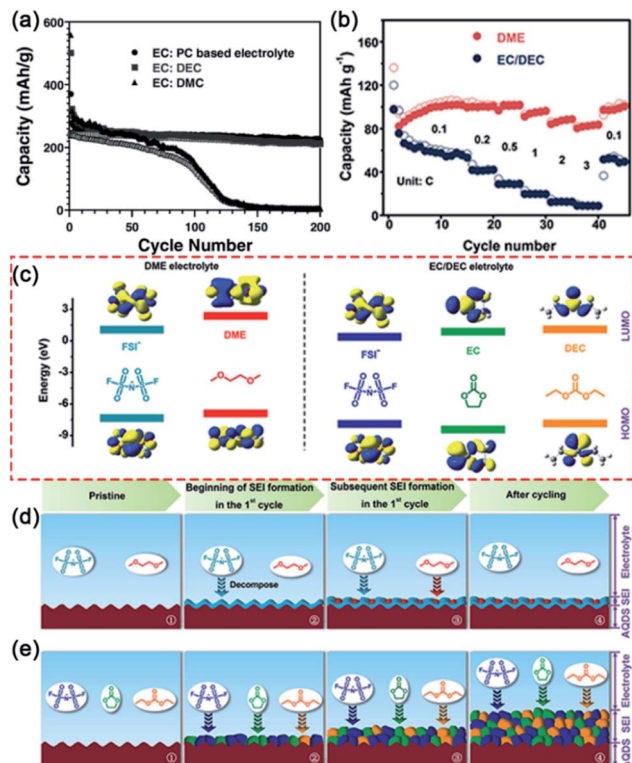 (a)
600
400
200
0
Capacity (mAh/g)
EC: PC based electrolyte
EC: DEC
EC: DMC
0 50 100 150 200
Cycle Number
(b)
160
120
80
40
0
Capacity (mAh g⁻¹)
DME
EC/DEC
0.1
0.2
0.5
1
2
3
0.1
Unit: C
0 10 20 30 40
Cycle number
(c)
DME electrolyte
EC/DEC eletrolyte
Energy (eV)
3
0
-3
-6
-9
FSI⁻
DME
FSI⁻
EC
DEC
LUMO
HOMO
(d)
Pristine
Beginning of SEI formation
in the 1st cycle
Subsequent SEI formation
in the 1st cycle
After cycling
Decompose
① ② ③ ④
AQDS SEI Electrolyte
(e)
① ② ③ ④
AQDS SEI Electrolyte